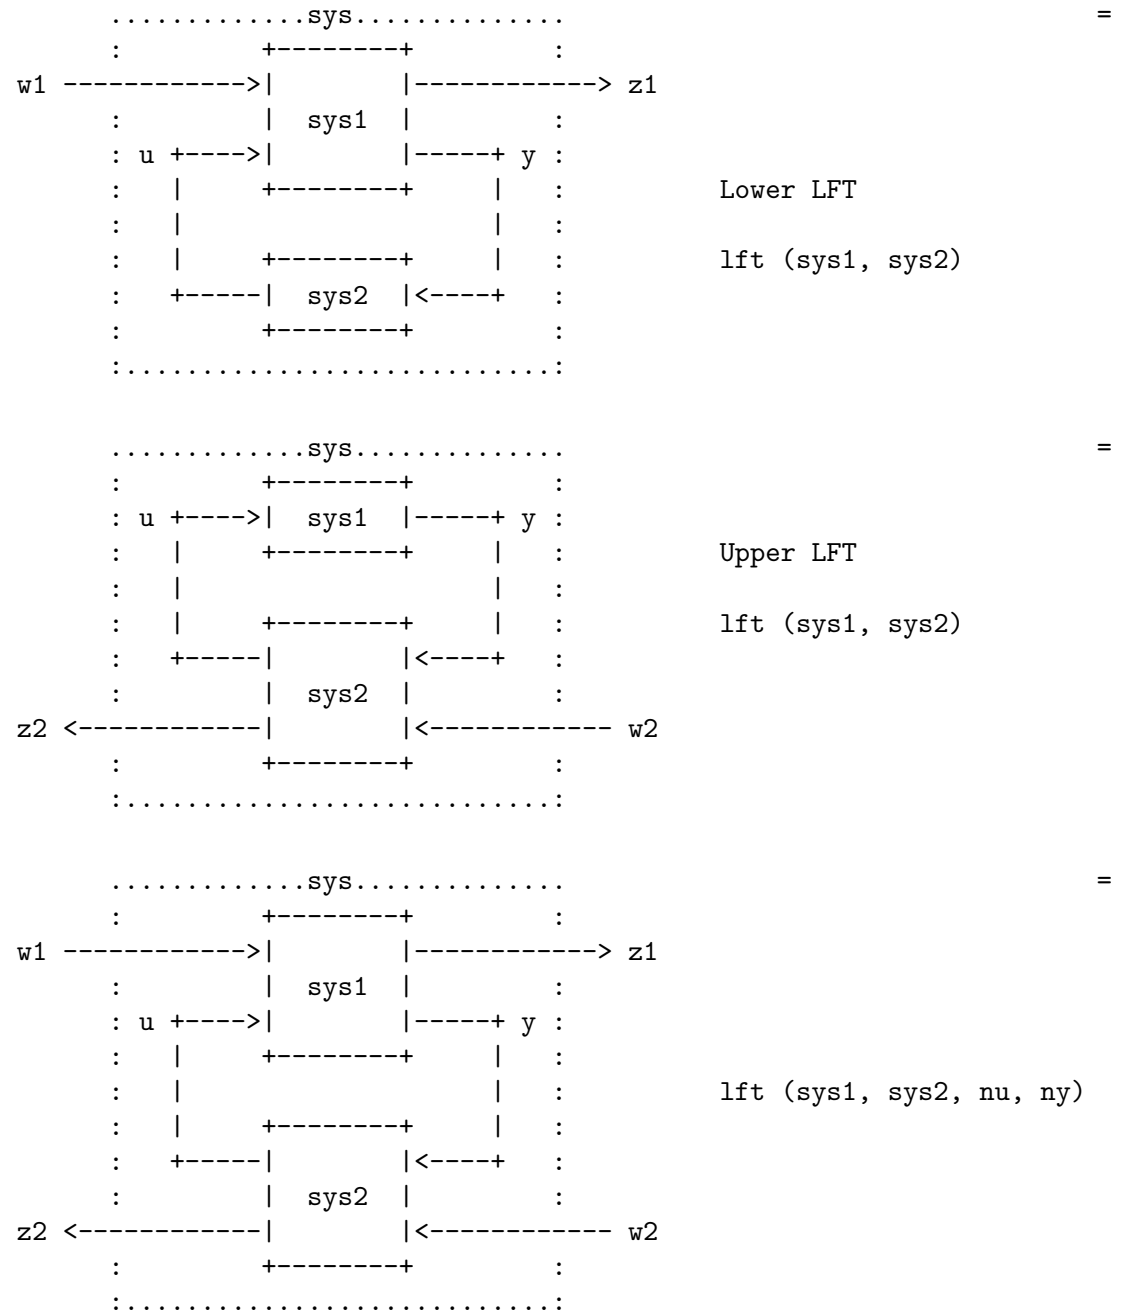 .............sys.............. =
:         +--------+         :
w1 ------------>|        |------------> z1
:         |  sys1  |         :
: u +---->|        |-----+ y :
:   |     +--------+     |   :          Lower LFT
:   |                    |   :
:   |     +--------+     |   :          lft (sys1, sys2)
:   +-----|  sys2  |<----+   :
:         +--------+         :
:............................:
.............sys.............. =
:         +--------+         :
: u +---->|  sys1  |-----+ y :
:   |     +--------+     |   :          Upper LFT
:   |                    |   :
:   |     +--------+     |   :          lft (sys1, sys2)
:   +-----|        |<----+   :
:         |  sys2  |         :
z2 <------------|        |<------------ w2
:         +--------+         :
:............................:
.............sys.............. =
:         +--------+         :
w1 ------------>|        |------------> z1
:         |  sys1  |         :
: u +---->|        |-----+ y :
:   |     +--------+     |   :
:   |                    |   :          lft (sys1, sys2, nu, ny)
:   |     +--------+     |   :
:   +-----|        |<----+   :
:         |  sys2  |         :
z2 <------------|        |<------------ w2
:         +--------+         :
:............................: